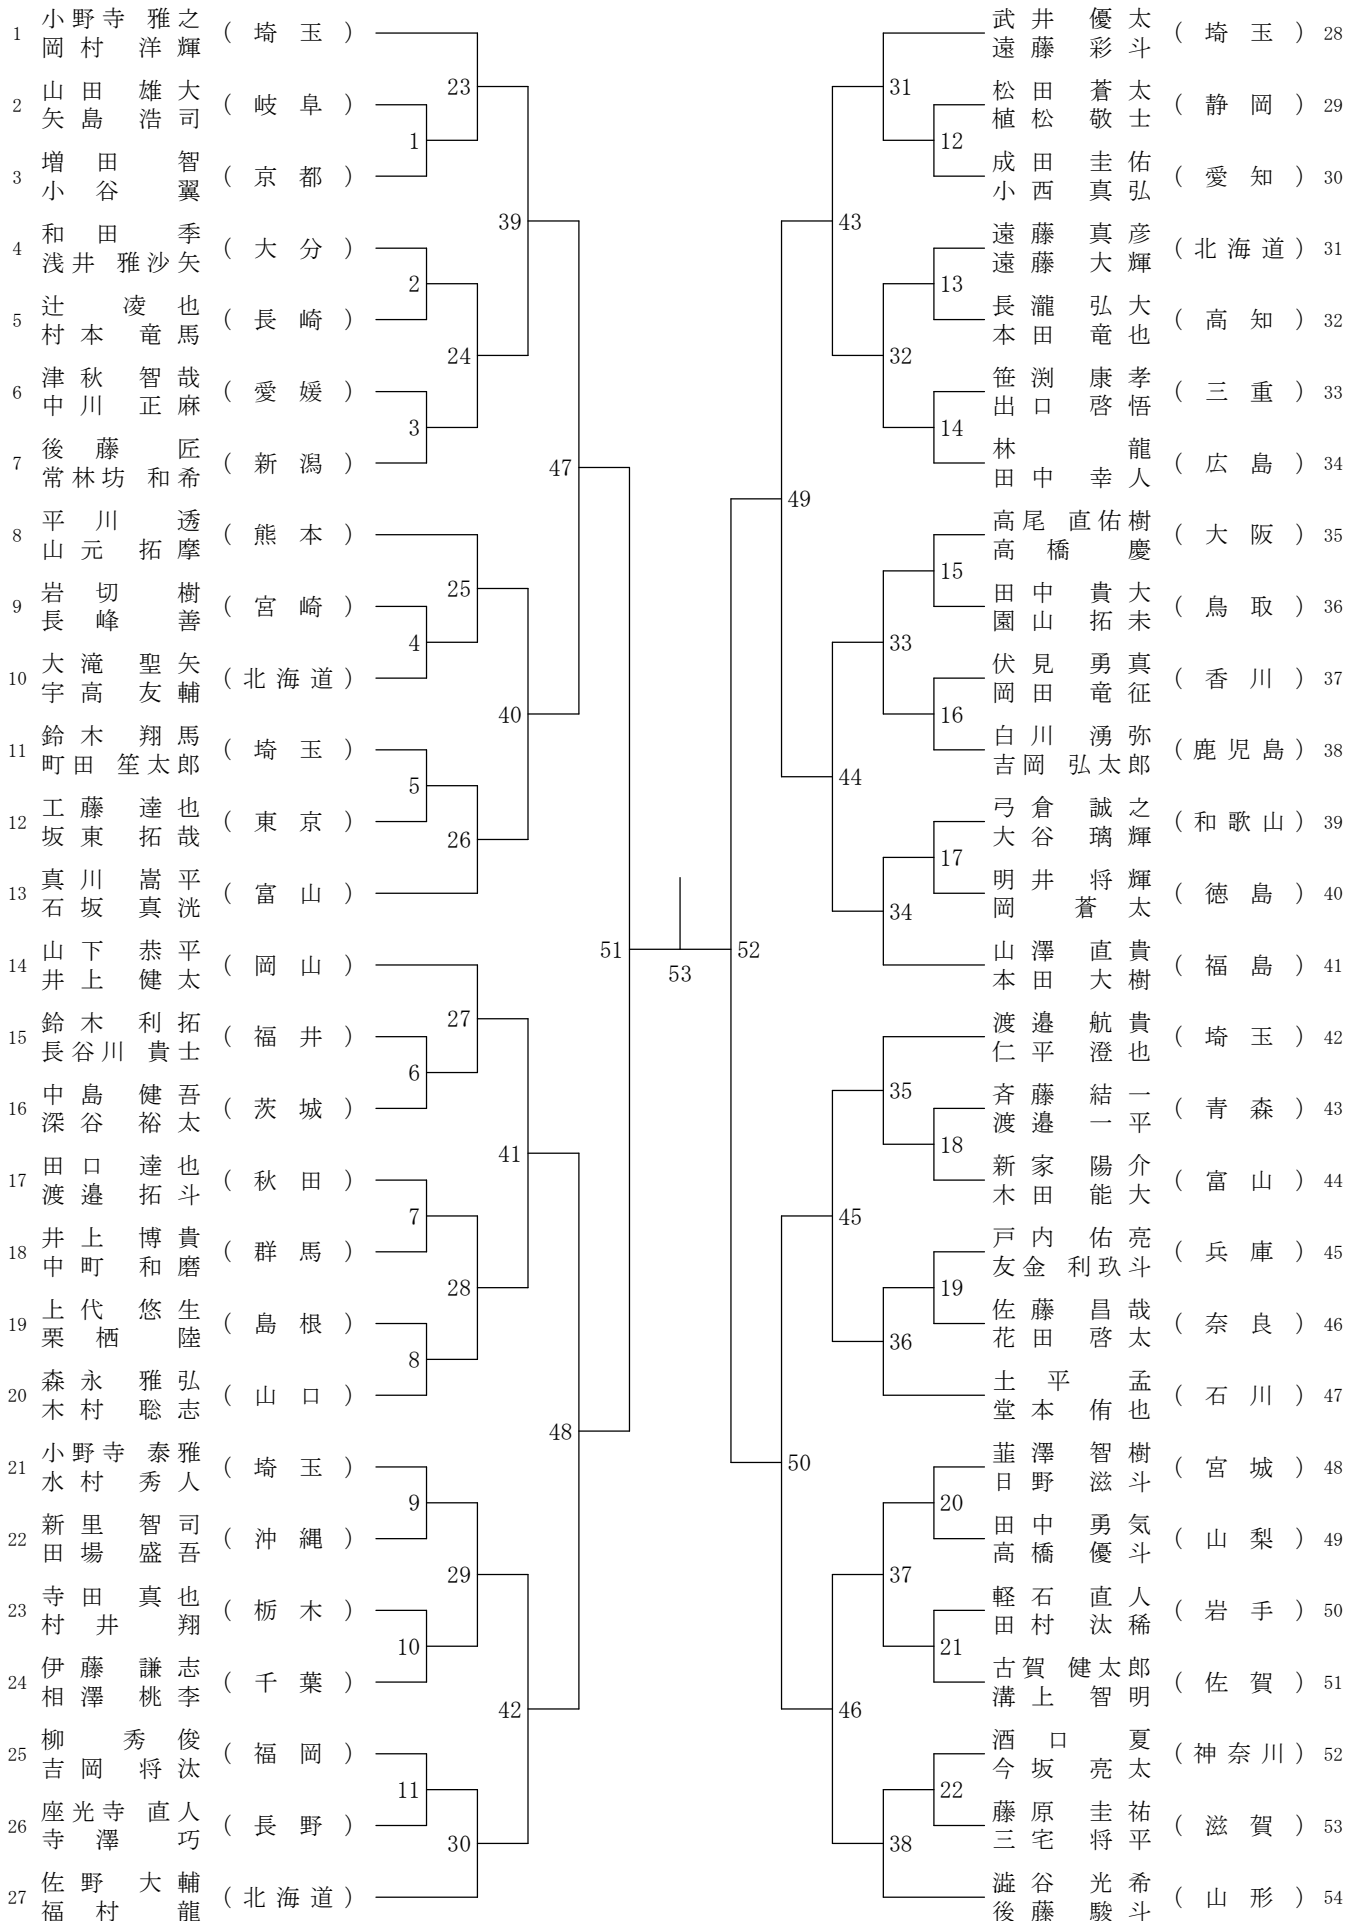 1 小野寺 雅之 岡村 洋輝 (埼玉)
2 山田 雄大 矢島 浩司 (岐阜)
3 増田 智 小谷 翼 (京都)
4 和田 季 浅井 雅沙矢 (大分)
5 辻 凌也 村本 竜馬 (長崎)
6 津秋 智哉 中川 正麻 (愛媛)
7 後藤 匠 常林坊 和希 (新潟)
8 平川 透 山元 拓摩 (熊本)
9 岩切 樹 長峰 善 (宮崎)
10 大滝 聖矢 宇高 友輔 (北海道)
11 鈴木 翔馬 町田 笙太郎 (埼玉)
12 工藤 達也 坂東 拓哉 (東京)
13 真川 嵩平 石坂 真洸 (富山)
14 山下 恭平 井上 健太 (岡山)
15 鈴木 利拓 長谷川 貴士 (福井)
16 中島 健吾 深谷 裕太 (茨城)
17 田口 達也 渡邉 拓斗 (秋田)
18 井上 博貴 中町 和磨 (群馬)
19 上代 悠生 栗栖 陸 (島根)
20 森永 雅弘 木村 聡志 (山口)
21 小野寺 泰雅 水村 秀人 (埼玉)
22 新里 智司 田場 盛吾 (沖縄)
23 寺田 真也 村井 翔 (栃木)
24 伊藤 謙志 相澤 桃李 (千葉)
25 柳 秀俊 吉岡 将汰 (福岡)
26 座光寺 直人 寺澤 巧 (長野)
27 佐野 大輔 福村 龍 (北海道)
23
1
39
2
24
3
47
25
4
40
5
26
51
27
6
41
7
28
8
48
9
29
10
42
11
30
53
52
31
12
43
13
32
14
49
15
33
16
44
17
34
35
18
45
19
36
50
20
37
21
46
22
38
武井 優太 遠藤 彩斗 (埼玉) 28
松田 蒼太 植松 敬士 (静岡) 29
成田 圭佑 小西 真弘 (愛知) 30
遠藤 真彦 遠藤 大輝 (北海道) 31
長瀧 弘大 本田 竜也 (高知) 32
笹渕 康孝 出口 啓悟 (三重) 33
林 龍 田中 幸人 (広島) 34
高尾 直佑樹 高橋 慶 (大阪) 35
田中 貴大 園山 拓未 (鳥取) 36
伏見 勇真 岡田 竜征 (香川) 37
白川 湧弥 吉岡 弘太郎 (鹿児島) 38
弓倉 誠之 大谷 璃輝 (和歌山) 39
明井 将輝 岡 蒼太 (徳島) 40
山澤 直貴 本田 大樹 (福島) 41
渡邉 航貴 仁平 澄也 (埼玉) 42
斉藤 結一 渡邉 一平 (青森) 43
新家 陽介 木田 能大 (富山) 44
戸内 佑亮 友金 利玖斗 (兵庫) 45
佐藤 昌哉 花田 啓太 (奈良) 46
土平 孟 堂本 侑也 (石川) 47
韮澤 智樹 日野 滋斗 (宮城) 48
田中 勇気 高橋 優斗 (山梨) 49
軽石 直人 田村 汰稀 (岩手) 50
古賀 健太郎 溝上 智明 (佐賀) 51
酒口 夏 今坂 亮太 (神奈川) 52
藤原 圭祐 三宅 将平 (滋賀) 53
澁谷 光希 後藤 駿斗 (山形) 54